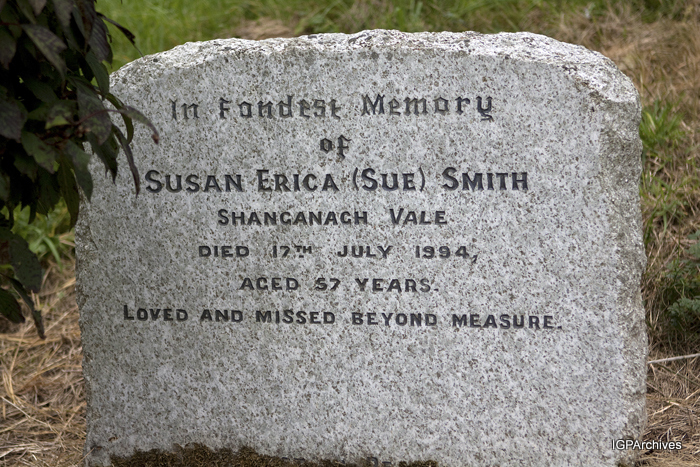 In Fondest Memory
of
SUSAN ERICA (SUE) SMITH
SHANGANAGH VALE
DIED 17TH JULY 1994,
AGED 57 YEARS.
LOVED AND MISSED BEYOND MEASURE.
IGPArchives